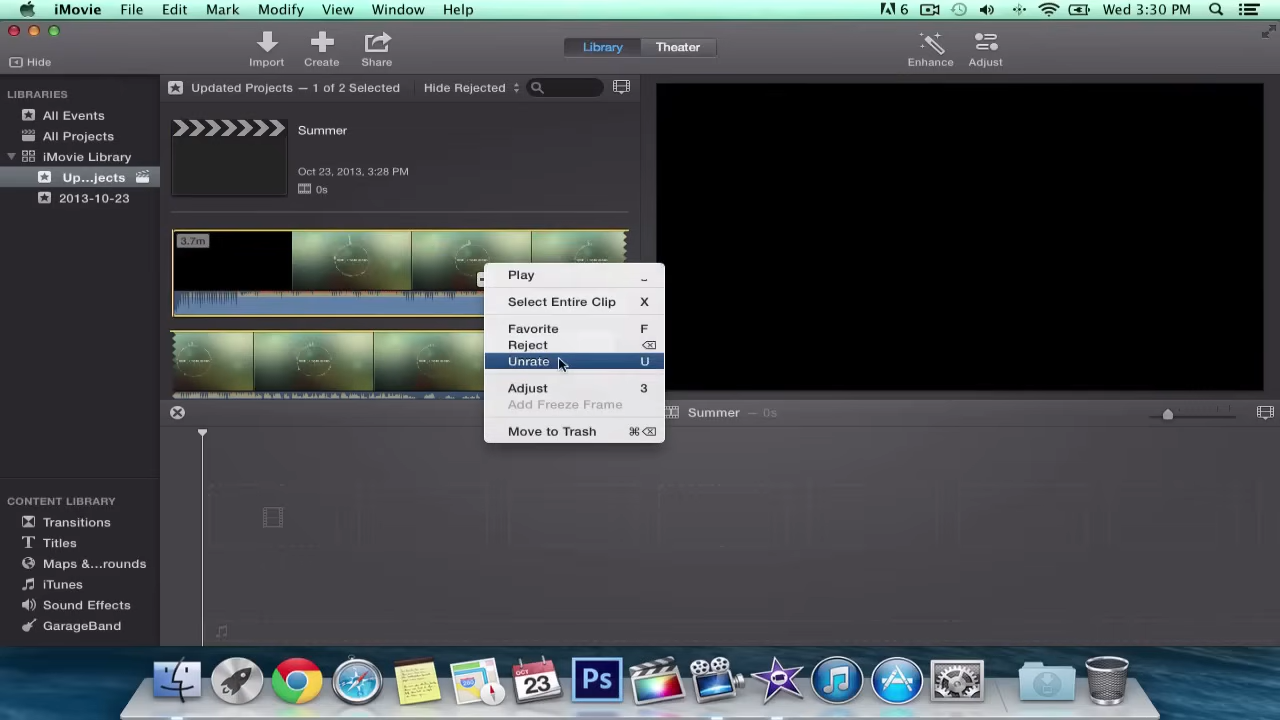 iMovie File Edit Mark Modify View Window Help 6 Wed 3:30 PM
Hide Import Create Share Library Theater Enhance Adjust
LIBRARIES
All Events
All Projects
iMovie Library
Up...jects
2013-10-23
Updated Projects — 1 of 2 Selected Hide Rejected
Summer
Oct 23, 2013, 3:28 PM
0s
3.7m
Play
Select Entire Clip X
Favorite F
Reject
Unrate U
Adjust 3
Add Freeze Frame
Move to Trash ⌘⌫
Summer — 0s
CONTENT LIBRARY
Transitions
T Titles
Maps &...rounds
iTunes
Sound Effects
GarageBand
OCT
23
Ps